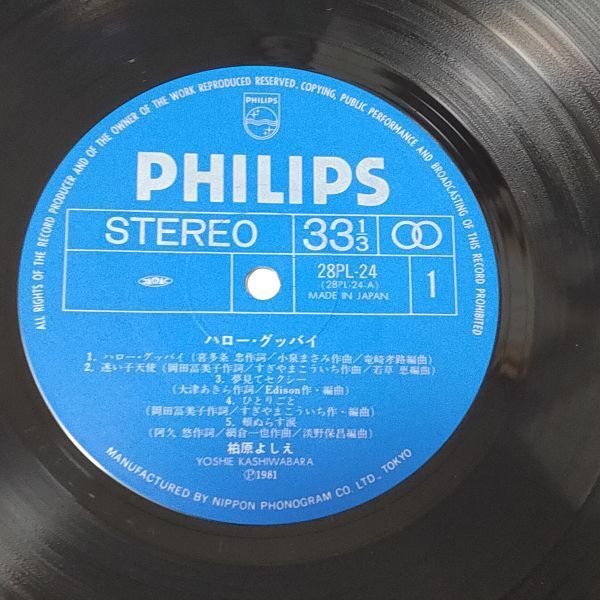 ALL RIGHTS OF THE RECORD PRODUCER AND OF THE OWNER OF THE WORK REPRODUCED RESERVED. COPYING, PUBLIC PERFORMANCE AND BROADCASTING OF THIS RECORD PROHIBITED
PHILIPS
PHILIPS
STEREO 33 1/3
JASRAC
28PL-24
(28PL-24-A)
MADE IN JAPAN
1
ハロー・グッバイ
1. ハロー・グッバイ (喜多条 忠作詞/小泉まさみ作曲/竜崎孝路編曲)
2. 迷い子天使 (岡田冨美子作詞/すぎやまこういち作曲/若草 恵編曲)
3. 夢見てセクシー
(大津あきら作詞/Edison作・編曲)
4. ひとりごと
(岡田冨美子作詞/すぎやまこういち作・編曲)
5. 頬ぬらす涙
(阿久 悠作詞/網倉一也作曲/淡野保昌編曲)
柏原よしえ
YOSHIE KASHIWABARA
Ⓟ1981
MANUFACTURED BY NIPPON PHONOGRAM CO. LTD., TOKYO